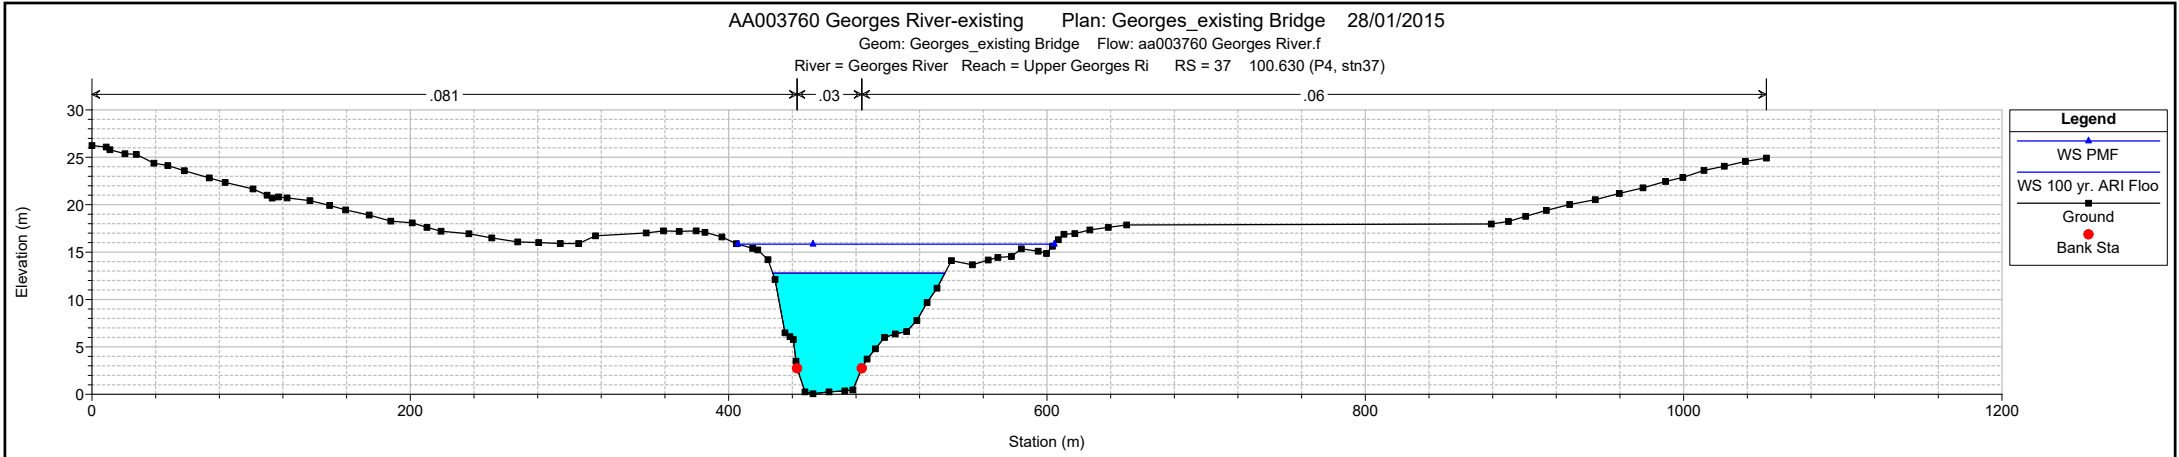 AA003760 Georges River-existing Plan: Georges_existing Bridge 28/01/2015
Geom: Georges_existing Bridge Flow: aa003760 Georges River.f
River = Georges River Reach = Upper Georges Ri RS = 37 100.630 (P4, stn37)
.081 .03 .06
30
25
20
15
10
5
0
Elevation (m)
0 200 400 600 800 1000 1200
Station (m)
Legend
WS PMF
WS 100 yr. ARI Floo
Ground
Bank Sta